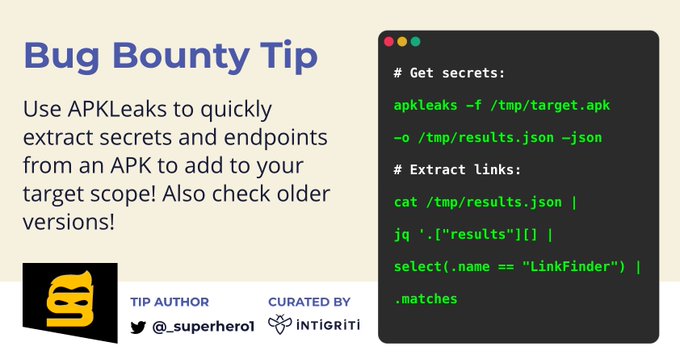 Bug Bounty Tip
Use APKLeaks to quickly
extract secrets and endpoints
from an APK to add to your
target scope! Also check older
versions!
TIP AUTHOR
@_superhero1
CURATED BY
iNTiGRiTi
# Get secrets:
apkleaks -f /tmp/target.apk
-o /tmp/results.json —json
# Extract links:
cat /tmp/results.json |
jq '.["results"][] |
select(.name == "LinkFinder") |
.matches